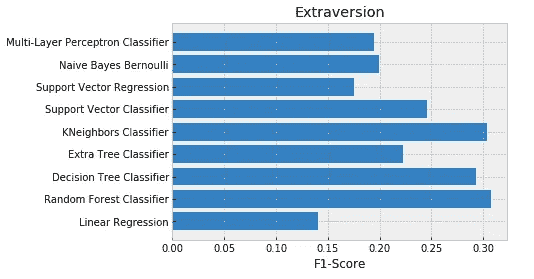 Extraversion
Multi-Layer Perceptron Classifier
Naive Bayes Bernoulli
Support Vector Regression
Support Vector Classifier
KNeighbors Classifier
Extra Tree Classifier
Decision Tree Classifier
Random Forest Classifier
Linear Regression
0.00 0.05 0.10 0.15 0.20 0.25 0.30
F1-Score